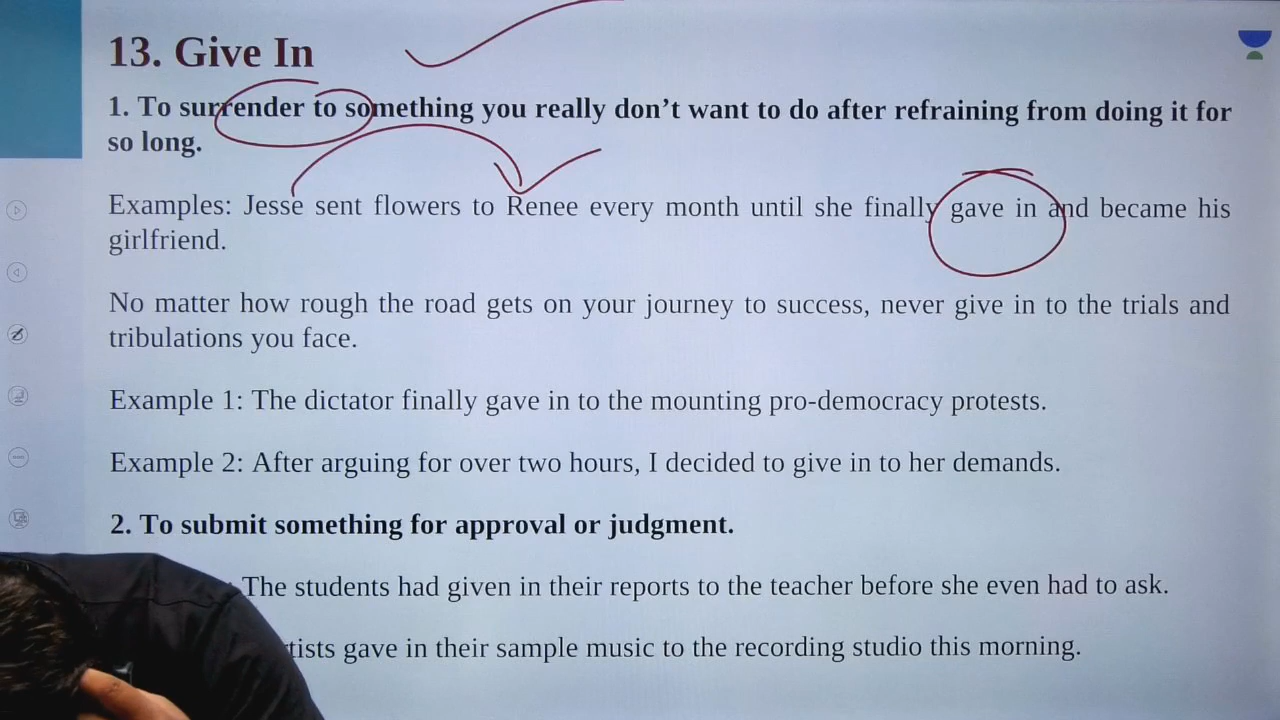 13. Give In
1. To surrender to something you really don't want to do after refraining from doing it for
so long.
Examples: Jesse sent flowers to Renee every month until she finally gave in and became his
girlfriend.
No matter how rough the road gets on your journey to success, never give in to the trials and
tribulations you face.
Example 1: The dictator finally gave in to the mounting pro-democracy protests.
Example 2: After arguing for over two hours, I decided to give in to her demands.
2. To submit something for approval or judgment.
The students had given in their reports to the teacher before she even had to ask.
gave in their sample music to the recording studio this morning.